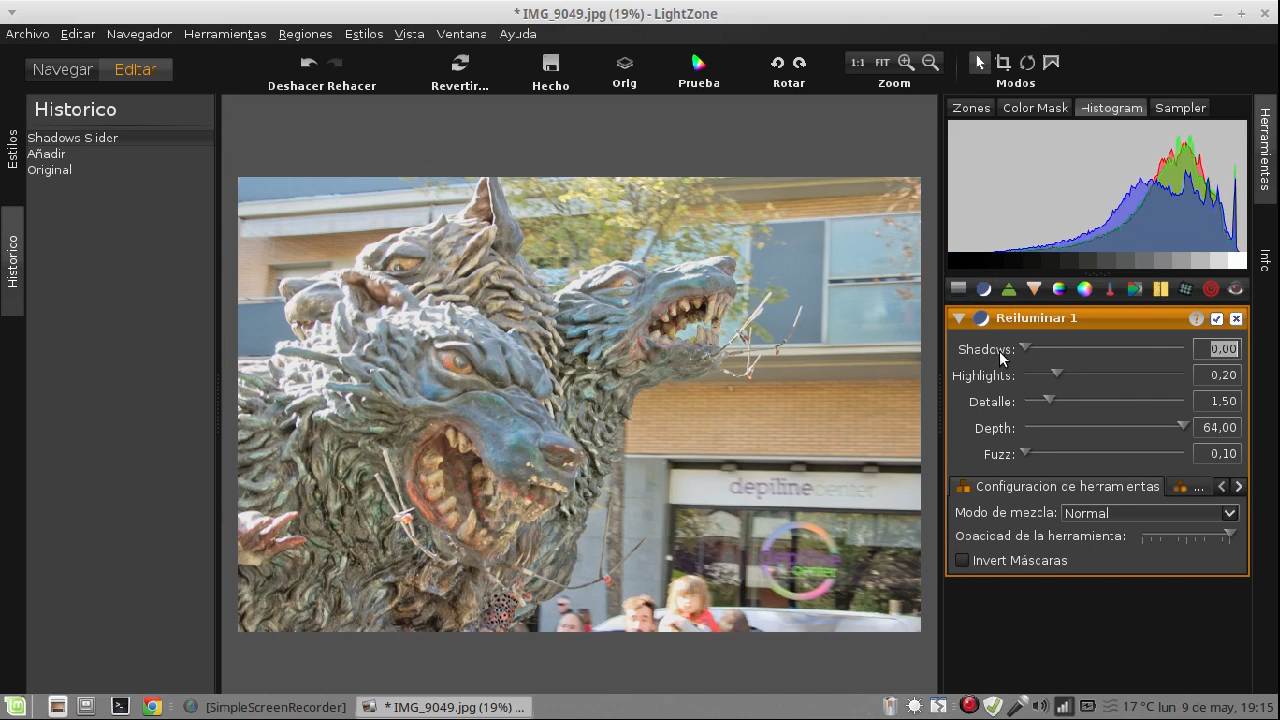 * IMG_9049.jpg (19%) - LightZone
Archivo Editar Navegador Herramientas Regiones Estilos Vista Ventana Ayuda
Navegar Editar
Deshacer Rehacer Revertir... Hecho Orig Prueba Rotar
1:1 FIT
Zoom Modos
Estilos
Historico
Historico
Shadows Slider
Añadir
Original
Zones Color Mask Histogram Sampler
Herramientas
Info
Reiluminar 1
Shadows: 0,00
Highlights: 0,20
Detalle: 1,50
Depth: 64,00
Fuzz: 0,10
Configuracion de herramientas ...
Modo de mezcla: Normal
Opacidad de la herramienta:
Invert Máscaras
depilinecenter
center
[SimpleScreenRecorder] * IMG_9049.jpg (19%) ... 17 °C lun 9 de may, 19:15